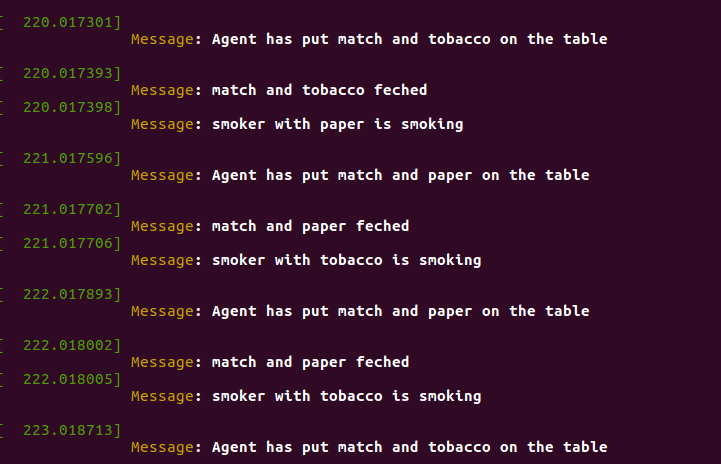 [  220.017301]
Message: Agent has put match and tobacco on the table
[  220.017393]
Message: match and tobacco feched
[  220.017398]
Message: smoker with paper is smoking
[  221.017596]
Message: Agent has put match and paper on the table
[  221.017702]
Message: match and paper feched
[  221.017706]
Message: smoker with tobacco is smoking
[  222.017893]
Message: Agent has put match and paper on the table
[  222.018002]
Message: match and paper feched
[  222.018005]
Message: smoker with tobacco is smoking
[  223.018713]
Message: Agent has put match and tobacco on the table